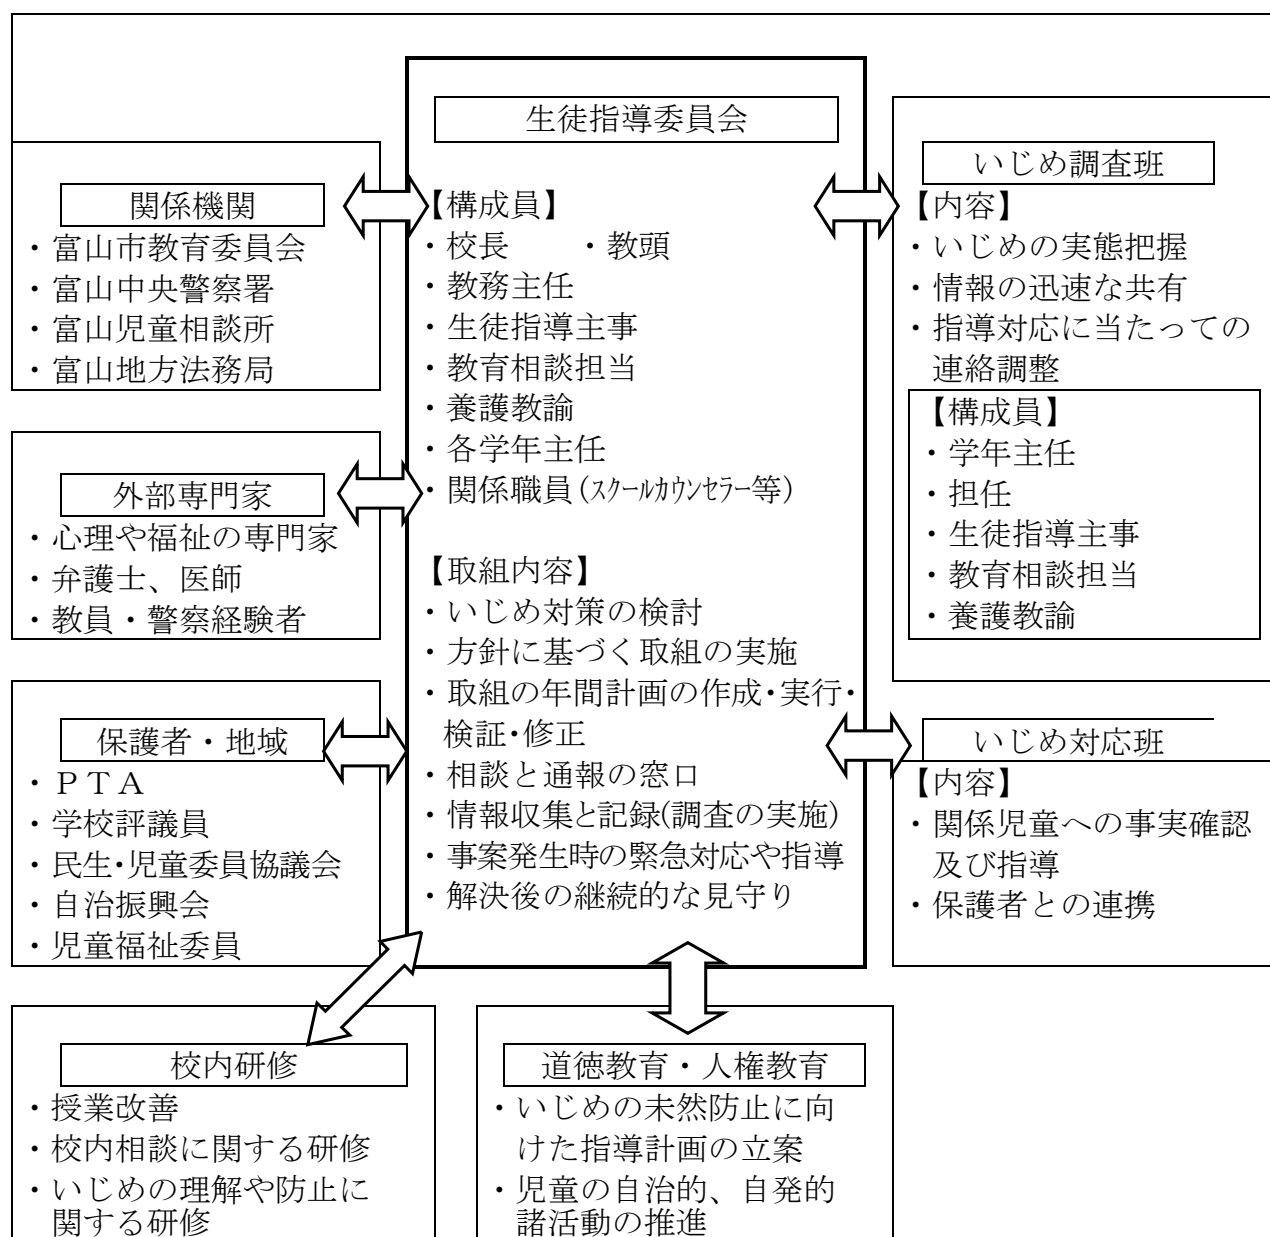 生徒指導委員会
【構成員】
・校長　　・教頭
・教務主任
・生徒指導主事
・教育相談担当
・養護教諭
・各学年主任
・関係職員(スクールカウンセラー等)
【取組内容】
・いじめ対策の検討
・方針に基づく取組の実施
・取組の年間計画の作成・実行・
検証・修正
・相談と通報の窓口
・情報収集と記録(調査の実施)
・事案発生時の緊急対応や指導
・解決後の継続的な見守り
関係機関
・富山市教育委員会
・富山中央警察署
・富山児童相談所
・富山地方法務局
外部専門家
・心理や福祉の専門家
・弁護士、医師
・教員・警察経験者
保護者・地域
・ＰＴＡ
・学校評議員
・民生・児童委員協議会
・自治振興会
・児童福祉委員
いじめ調査班
【内容】
・いじめの実態把握
・情報の迅速な共有
・指導対応に当たっての
連絡調整
【構成員】
・学年主任
・担任
・生徒指導主事
・教育相談担当
・養護教諭
いじめ対応班
【内容】
・関係児童への事実確認
及び指導
・保護者との連携
校内研修
・授業改善
・校内相談に関する研修
・いじめの理解や防止に
関する研修
道徳教育・人権教育
・いじめの未然防止に向
けた指導計画の立案
・児童の自治的、自発的
諸活動の推進